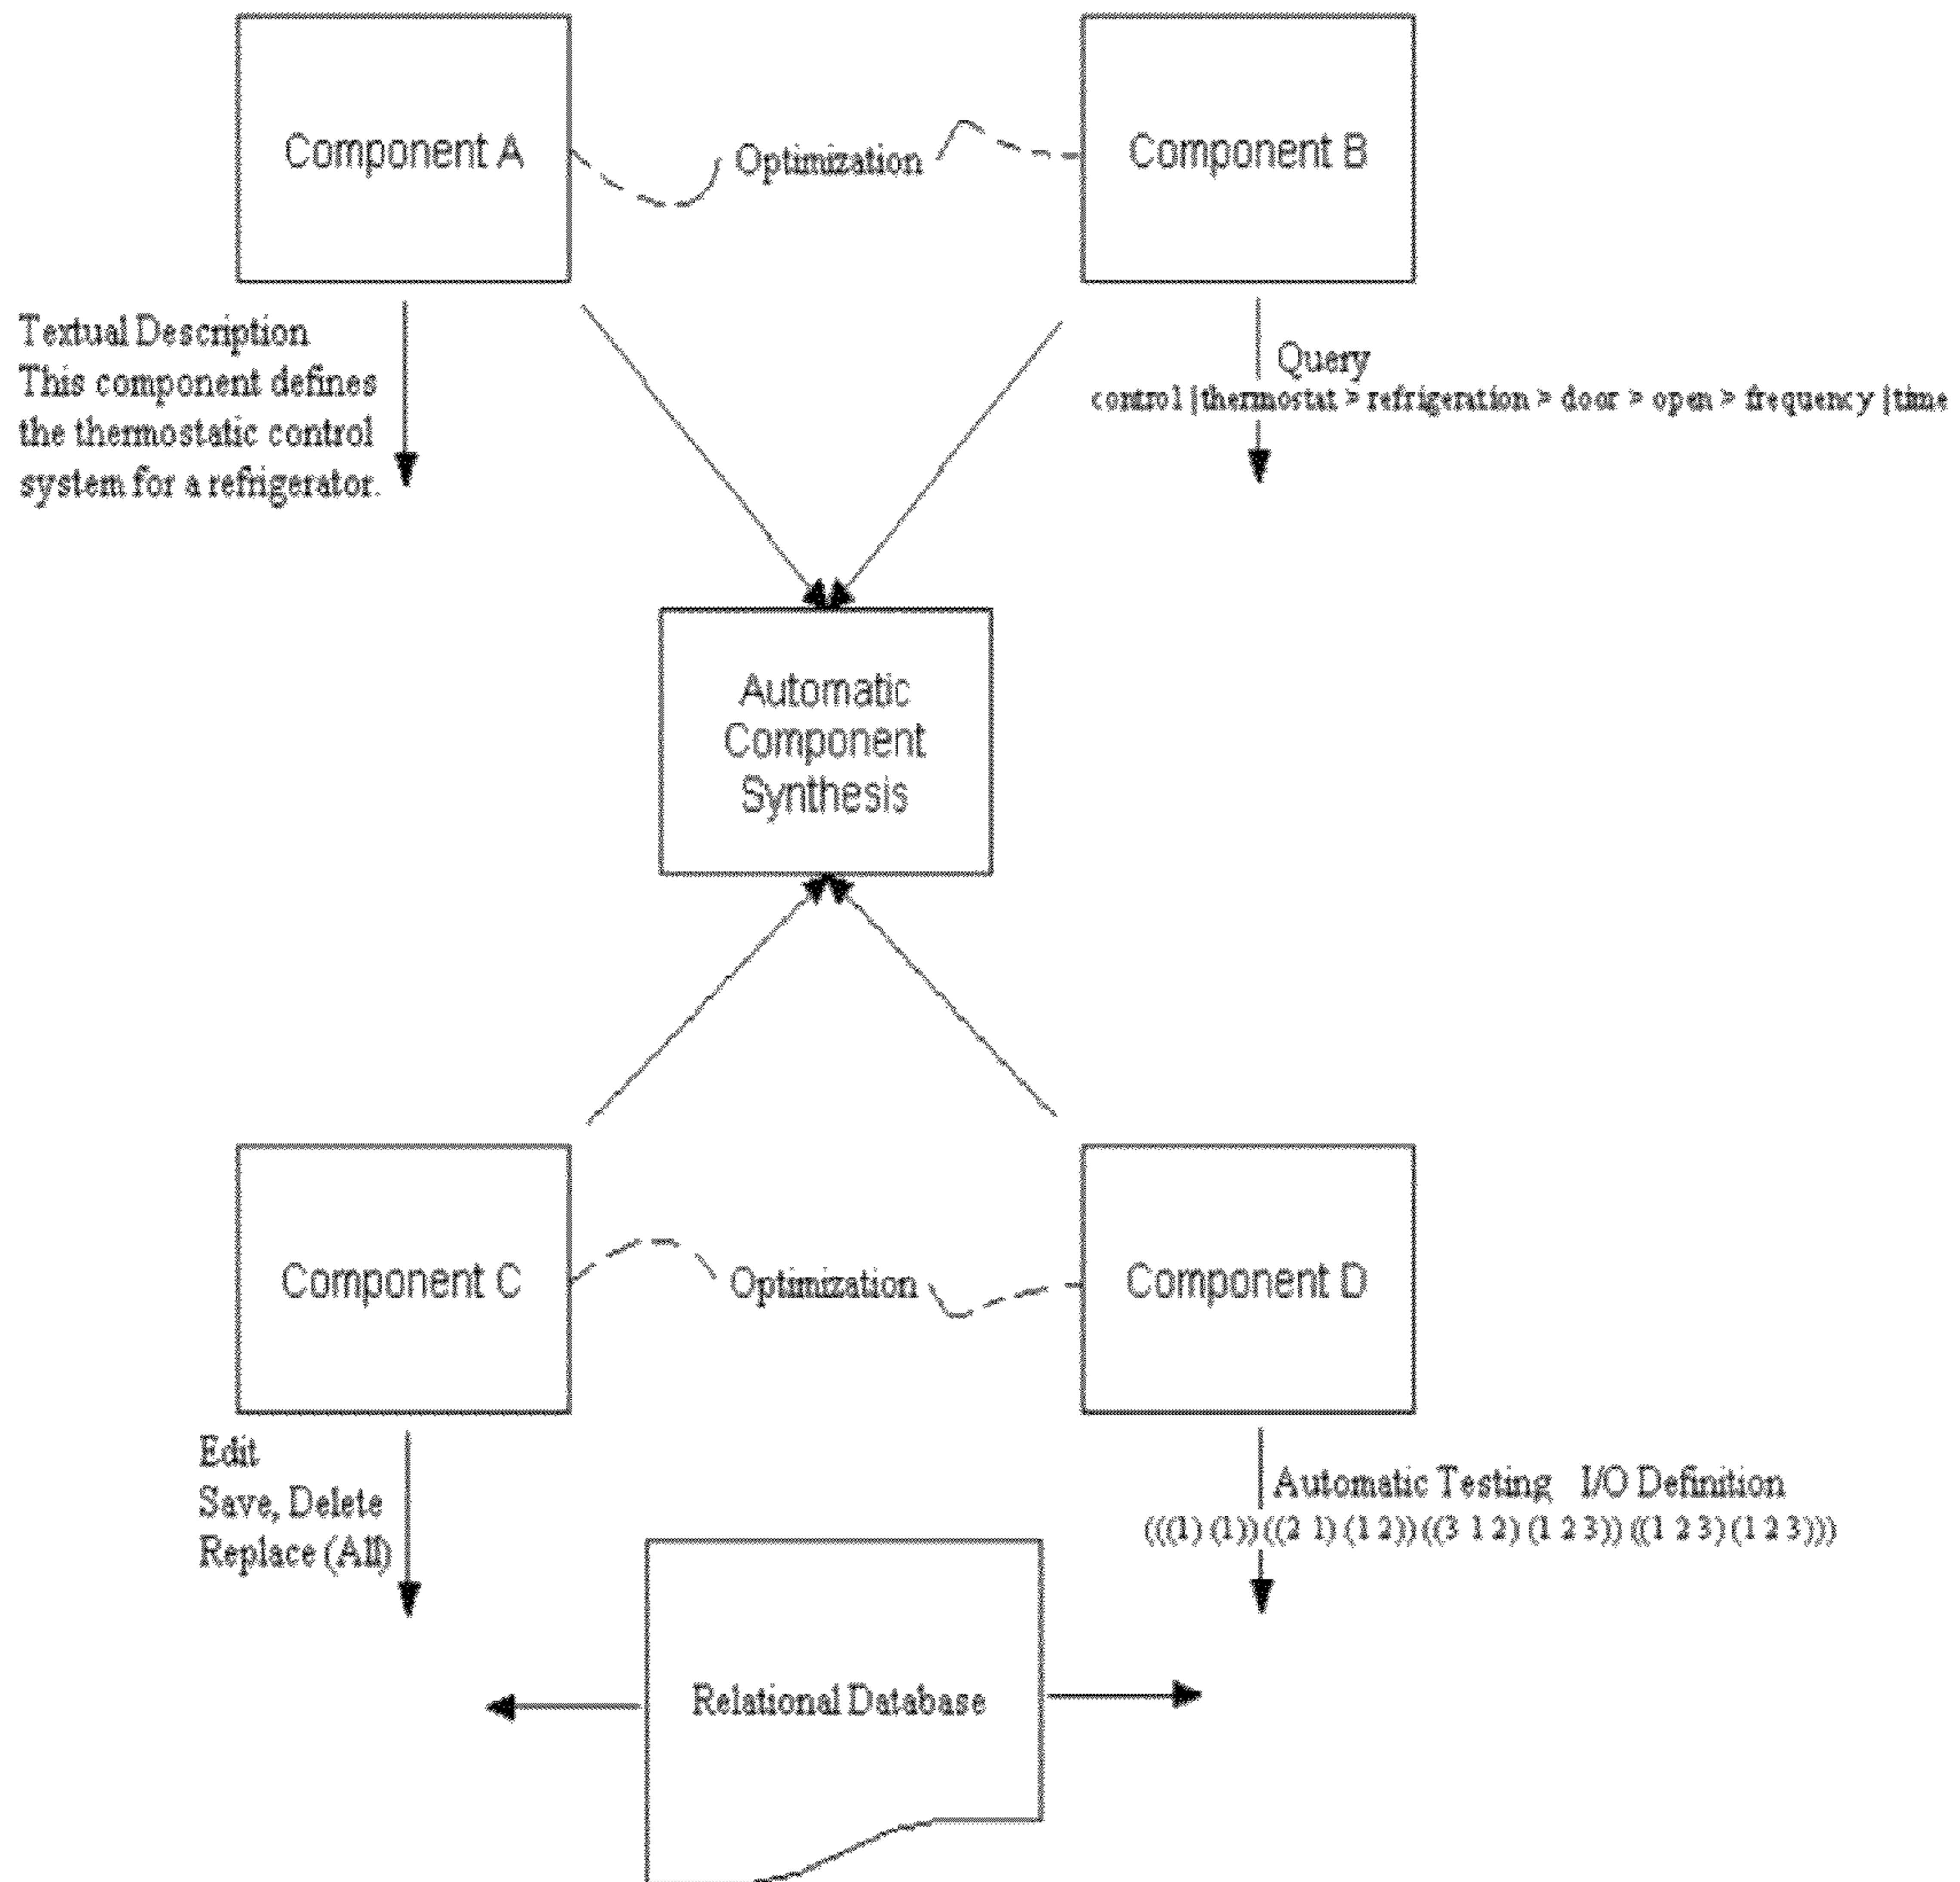 Component A
Optimization
Component B
Textual Description
This component defines
the thermostatic control
system for a refrigerator.
Query
control |thermostat > refrigeration > door > open > frequency |time
Automatic
Component
Synthesis
Component C
Optimization
Component D
Edit
Save, Delete
Replace (All)
Automatic Testing I/O Definition
(((1) (1)) ((2 1) (1 2)) ((3 1 2) (1 2 3)) ((1 2 3) (1 2 3)))
Relational Database